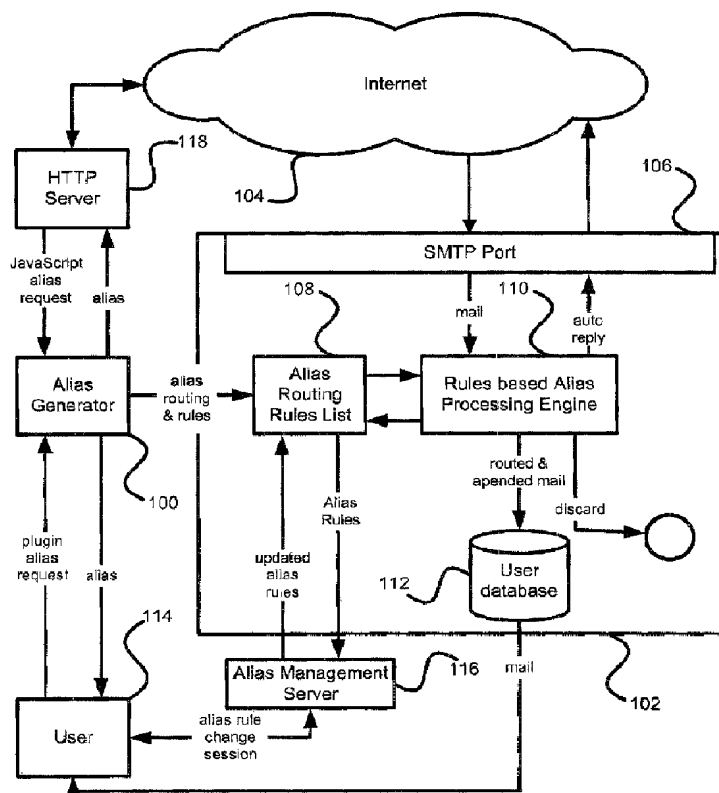 Internet
118
HTTP
Server
104
106
SMTP Port
JavaScript
alias
request
alias
108
mail
110
auto
reply
Alias
Generator
alias
routing
& rules
Alias
Routing
Rules List
Rules based Alias
Processing Engine
100
plugin
alias
request
alias
updated
alias
rules
Alias
Rules
routed &
apended mail
discard
112
User
database
114
Alias Management
Server
116
mail
102
User
alias rule
change
session